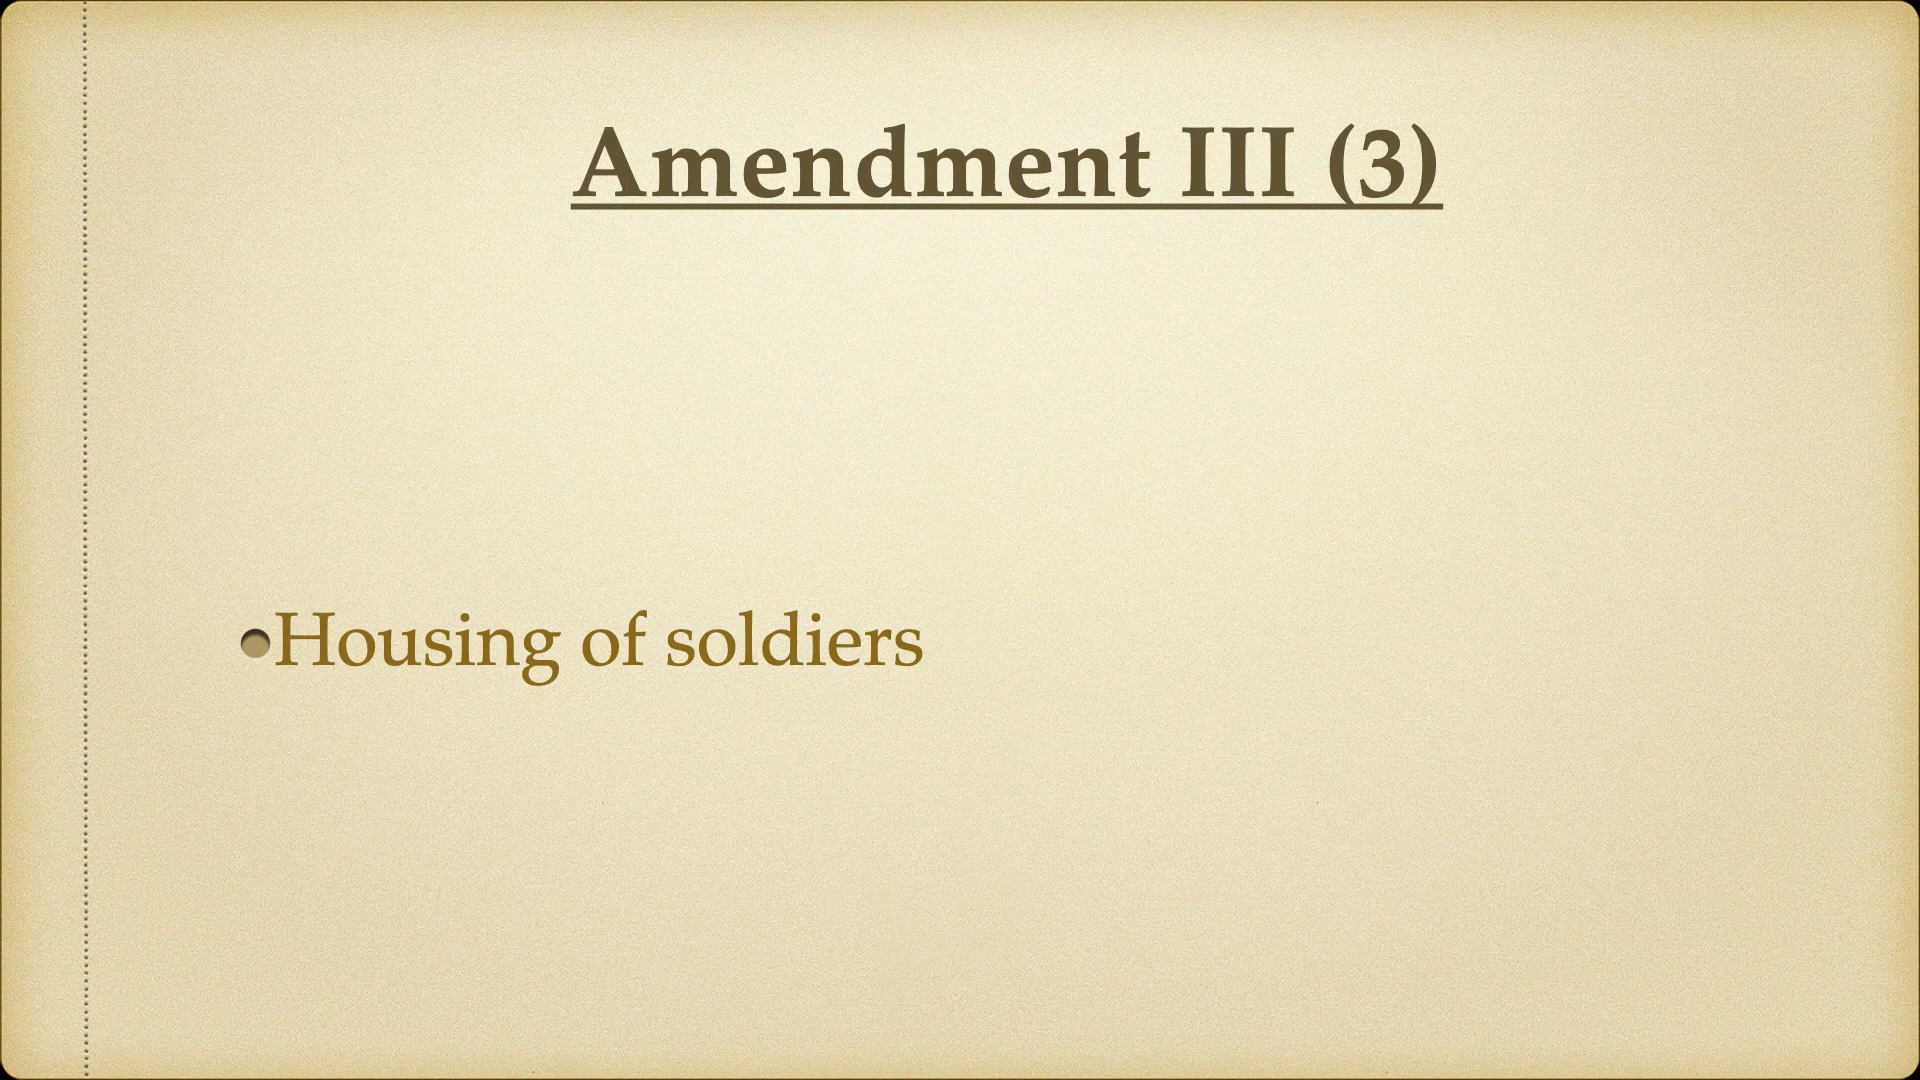 Amendment III (3)
•Housing of soldiers